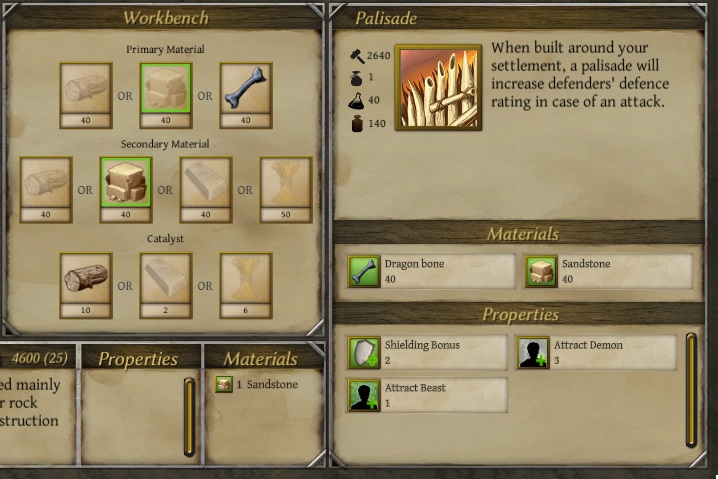 Workbench
Primary Material
OR OR
40 40 40
Secondary Material
OR OR OR
40 40 40 50
Catalyst
OR OR
10 2 6
4600 (25)
ed mainly
r rock
struction
Properties
Materials
1 Sandstone
Palisade
2640
1
40
140
When built around your
settlement, a palisade will
increase defenders' defence
rating in case of an attack.
Materials
Dragon bone
40
Sandstone
40
Properties
Shielding Bonus
2
Attract Demon
3
Attract Beast
1